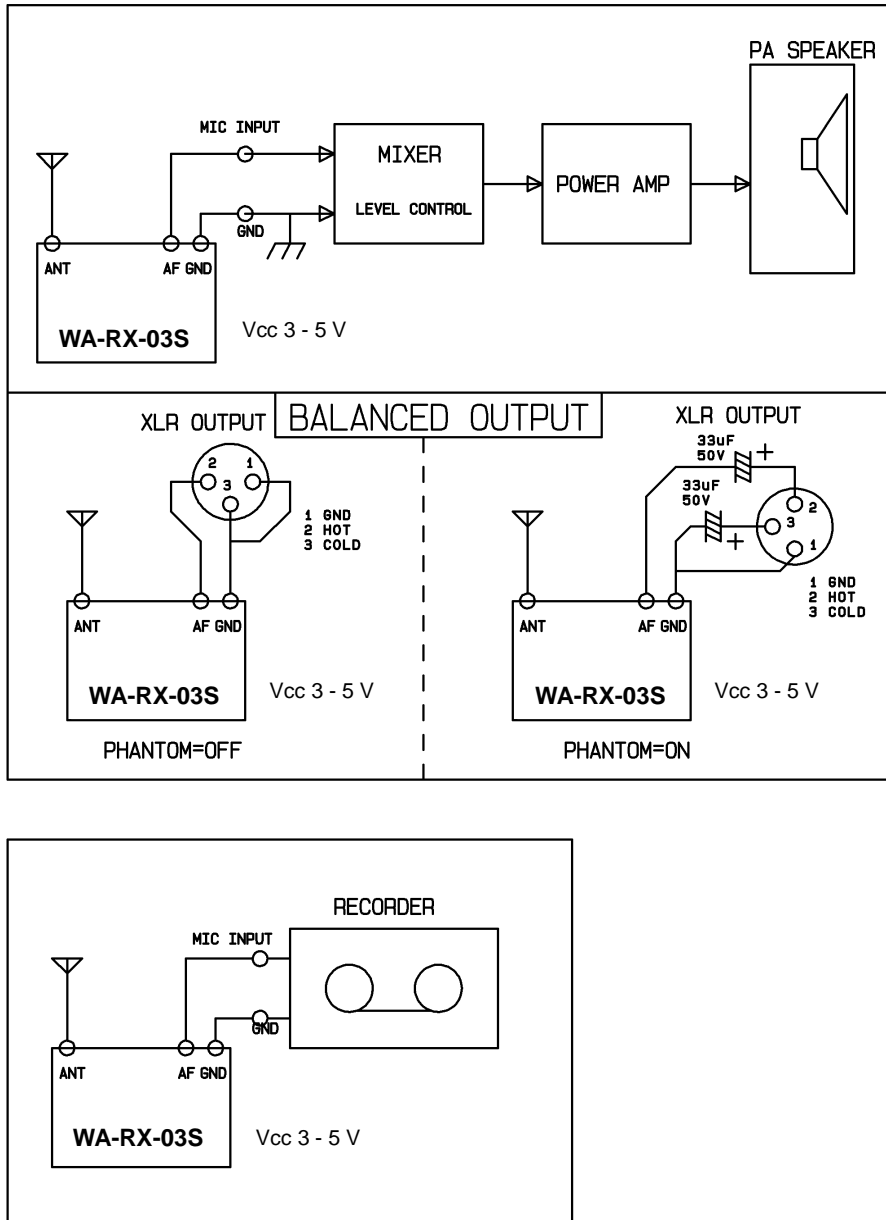 PA SPEAKER
MIC INPUT
MIXER
POWER AMP
LEVEL CONTROL
GND
ANT
AF GND
WA-RX-03S
Vcc 3 - 5 V
BALANCED OUTPUT
XLR OUTPUT
2
1
3
1 GND
2 HOT
3 COLD
ANT
AF GND
WA-RX-03S
Vcc 3 - 5 V
PHANTOM=OFF
XLR OUTPUT
33uF
50V
+
33uF
50V
+
2
3
1
1 GND
2 HOT
3 COLD
ANT
AF GND
WA-RX-03S
Vcc 3 - 5 V
PHANTOM=ON
RECORDER
MIC INPUT
GND
ANT
AF GND
WA-RX-03S
Vcc 3 - 5 V